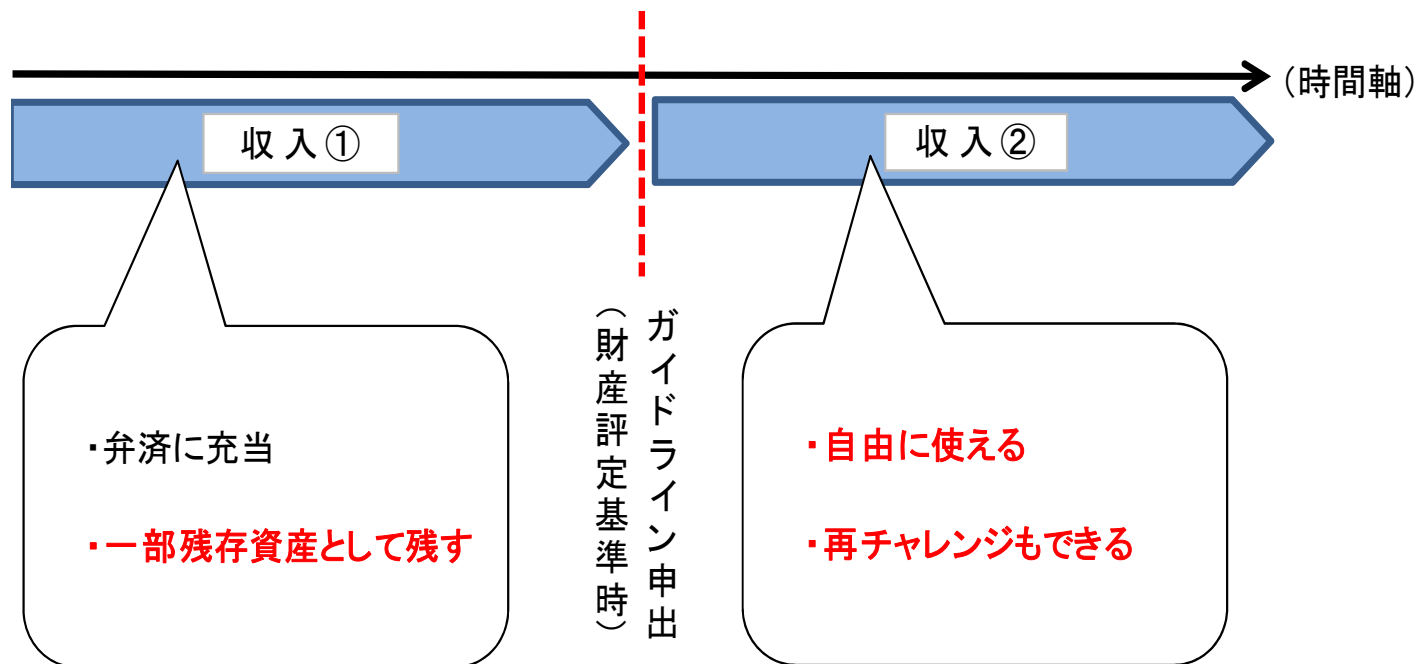 (時間軸)
収入①
収入②
ガイドライン申出
(財産評定基準時)
・弁済に充当
・一部残存資産として残す
・自由に使える
・再チャレンジもできる